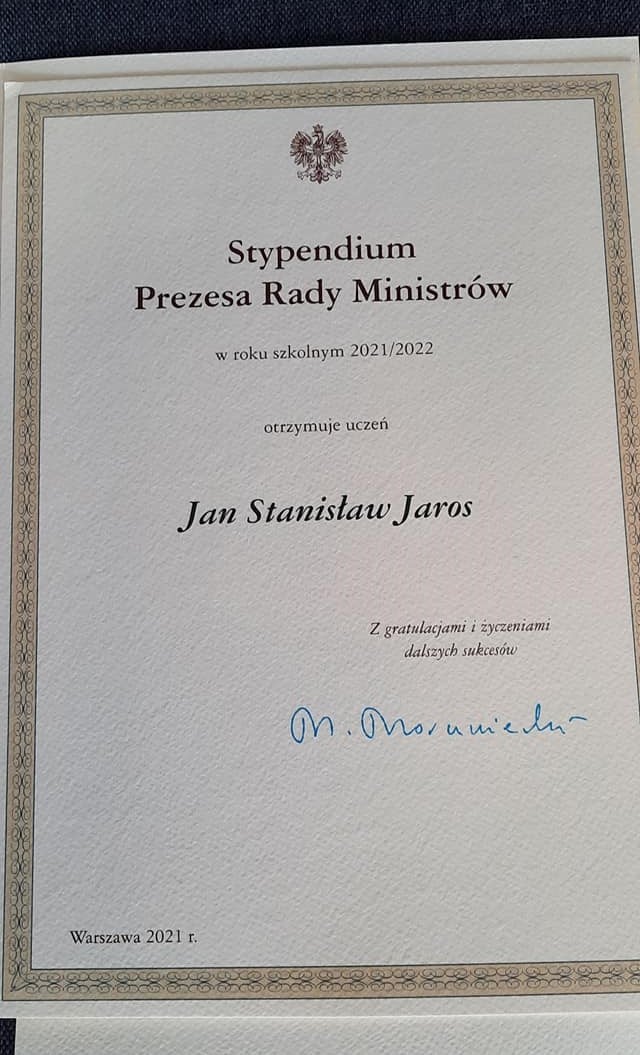 Stypendium
Prezesa Rady Ministrów
w roku szkolnym 2021/2022
otrzymuje uczeń
Jan Stanisław Jaros
Z gratulacjami i życzeniami
dalszych sukcesów
M. Morawiecki
Warszawa 2021 r.